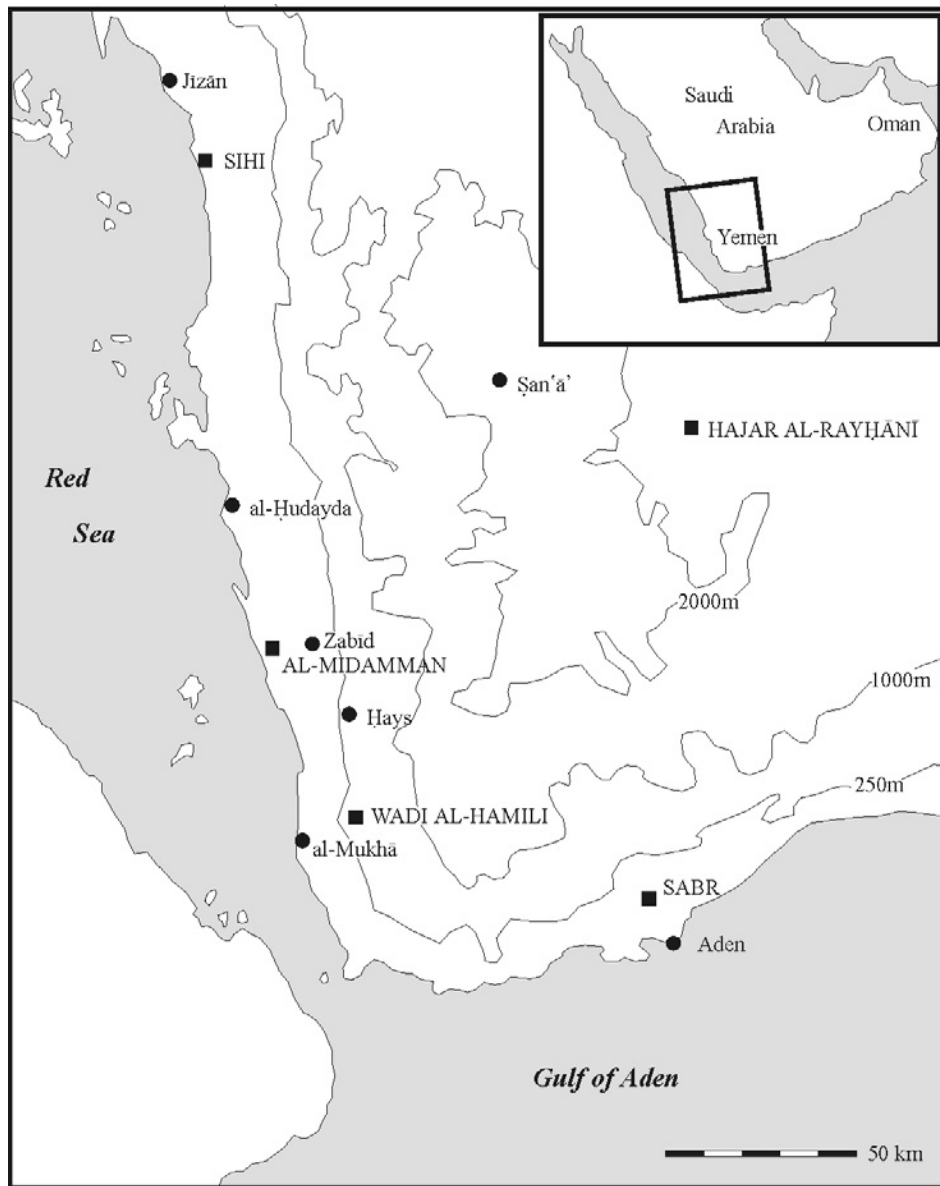 Jīzān
SIHI
Saudi
Arabia
Oman
Yemen
Ṣan‘ā’
HAJAR AL-RAYḤĀNĪ
Red
Sea
al-Ḥudayda
2000m
Zabīd
AL-MIDAMMAN
1000m
Ḥays
250m
WADI AL-HAMILI
al-Mukhā
SABR
Aden
Gulf of Aden
50 km